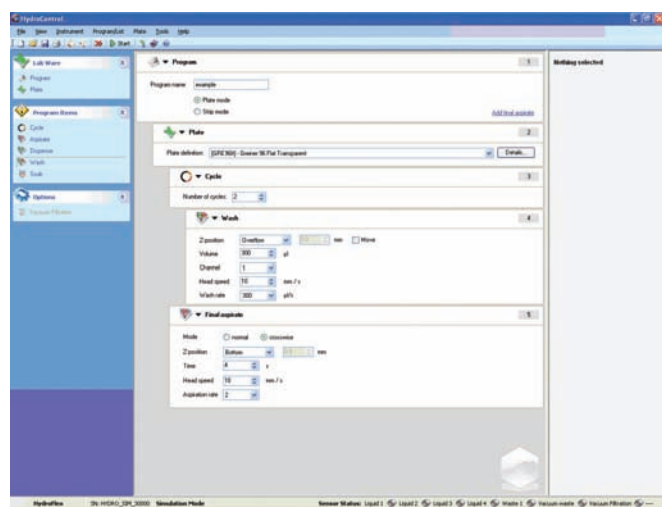 HydroControl
File View Instrument ProgramList Plate Tools Help
Start
Lab Ware
Program
Plate
Program Items
Cycle
Aspirate
Dispense
Wash
Soak
Options
Vacuum Filtration
Program 1
Program name example
Plate mode
Strip mode
Add final aspirate
Plate 2
Plate definition [GRE96ft] - Greiner 96 Flat Transparent Details...
Cycle 3
Number of cycles 2
Wash 4
Z position Overflow mm Move
Volume 300 µl
Channel 1
Head speed 10 mm / s
Wash rate 300 µl/s
Final aspirate 5
Mode normal crosswise
Z position Bottom mm
Time 4 s
Head speed 10 mm / s
Aspiration rate 2
Nothing selected
HydroFlex SN: HYDRO_SIM_30000 Simulation Mode Sensor Status: Liquid 1 Liquid 2 Liquid 3 Liquid 4 Waste 1 Vacuum waste Vacuum Filtration ---